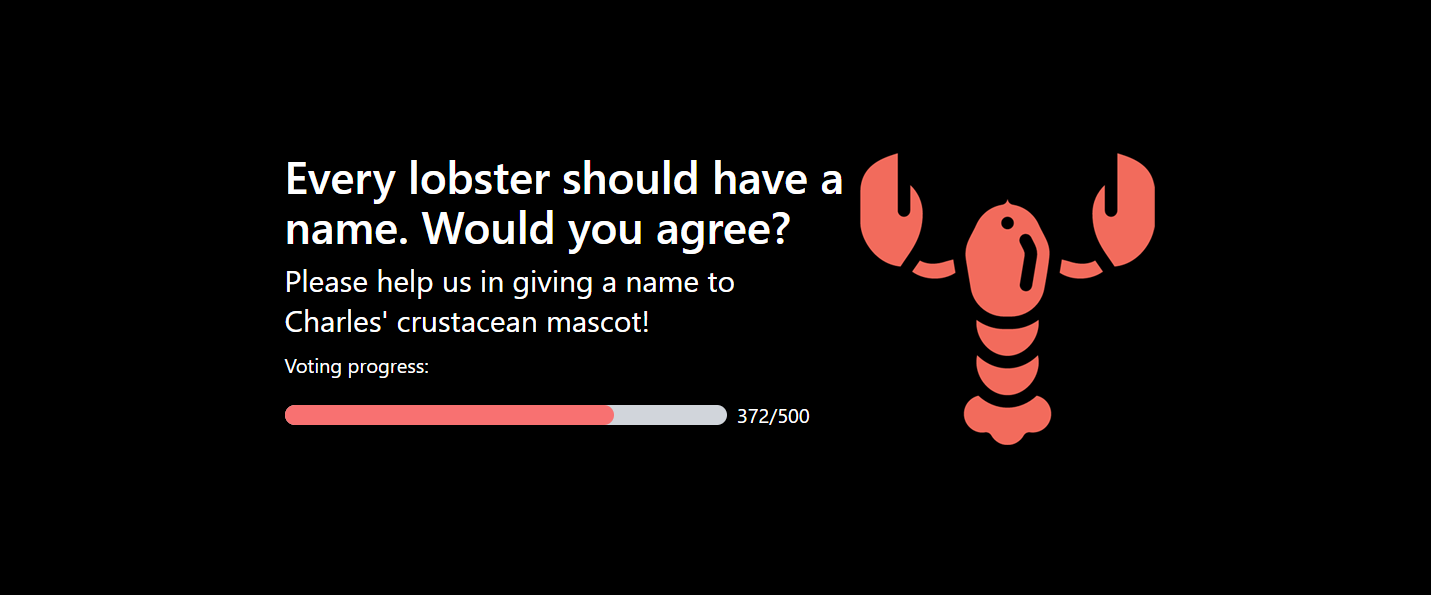 Every lobster should have a
name. Would you agree?
Please help us in giving a name to
Charles' crustacean mascot!
Voting progress:
372/500